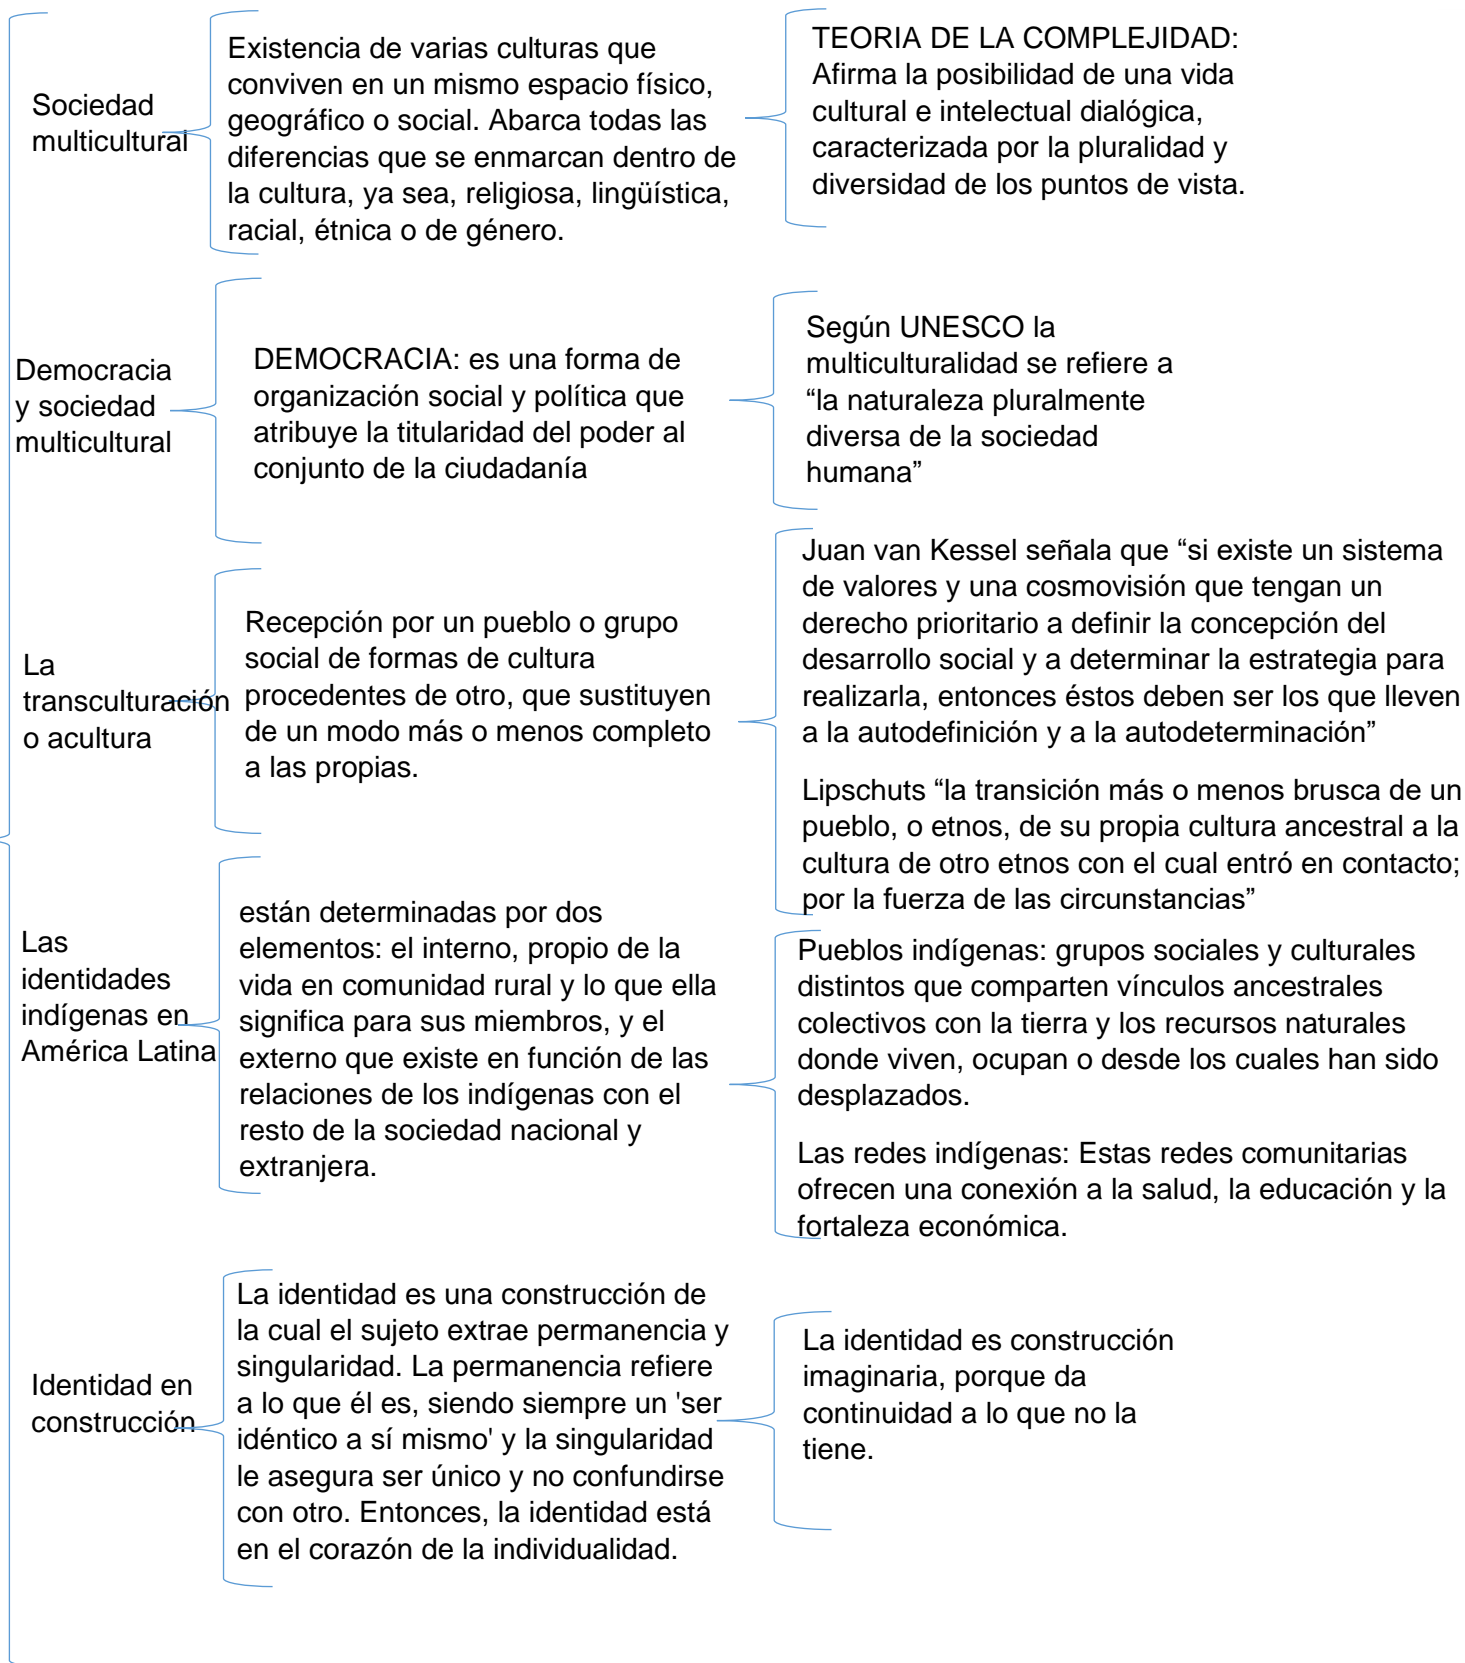 Sociedad
multicultural
Existencia de varias culturas que
conviven en un mismo espacio físico,
geográfico o social. Abarca todas las
diferencias que se enmarcan dentro de
la cultura, ya sea, religiosa, lingüística,
racial, étnica o de género.
TEORIA DE LA COMPLEJIDAD:
Afirma la posibilidad de una vida
cultural e intelectual dialógica,
caracterizada por la pluralidad y
diversidad de los puntos de vista.
Democracia
y sociedad
multicultural
DEMOCRACIA: es una forma de
organización social y política que
atribuye la titularidad del poder al
conjunto de la ciudadanía
Según UNESCO la
multiculturalidad se refiere a
“la naturaleza pluralmente
diversa de la sociedad
humana”
La
transculturación
o acultura
Recepción por un pueblo o grupo
social de formas de cultura
procedentes de otro, que sustituyen
de un modo más o menos completo
a las propias.
Juan van Kessel señala que “si existe un sistema
de valores y una cosmovisión que tengan un
derecho prioritario a definir la concepción del
desarrollo social y a determinar la estrategia para
realizarla, entonces éstos deben ser los que lleven
a la autodefinición y a la autodeterminación”
Lipschuts “la transición más o menos brusca de un
pueblo, o etnos, de su propia cultura ancestral a la
cultura de otro etnos con el cual entró en contacto;
por la fuerza de las circunstancias”
Las
identidades
indígenas en
América Latina
están determinadas por dos
elementos: el interno, propio de la
vida en comunidad rural y lo que ella
significa para sus miembros, y el
externo que existe en función de las
relaciones de los indígenas con el
resto de la sociedad nacional y
extranjera.
Pueblos indígenas: grupos sociales y culturales
distintos que comparten vínculos ancestrales
colectivos con la tierra y los recursos naturales
donde viven, ocupan o desde los cuales han sido
desplazados.
Las redes indígenas: Estas redes comunitarias
ofrecen una conexión a la salud, la educación y la
fortaleza económica.
Identidad en
construcción
La identidad es una construcción de
la cual el sujeto extrae permanencia y
singularidad. La permanencia refiere
a lo que él es, siendo siempre un 'ser
idéntico a sí mismo' y la singularidad
le asegura ser único y no confundirse
con otro. Entonces, la identidad está
en el corazón de la individualidad.
La identidad es construcción
imaginaria, porque da
continuidad a lo que no la
tiene.